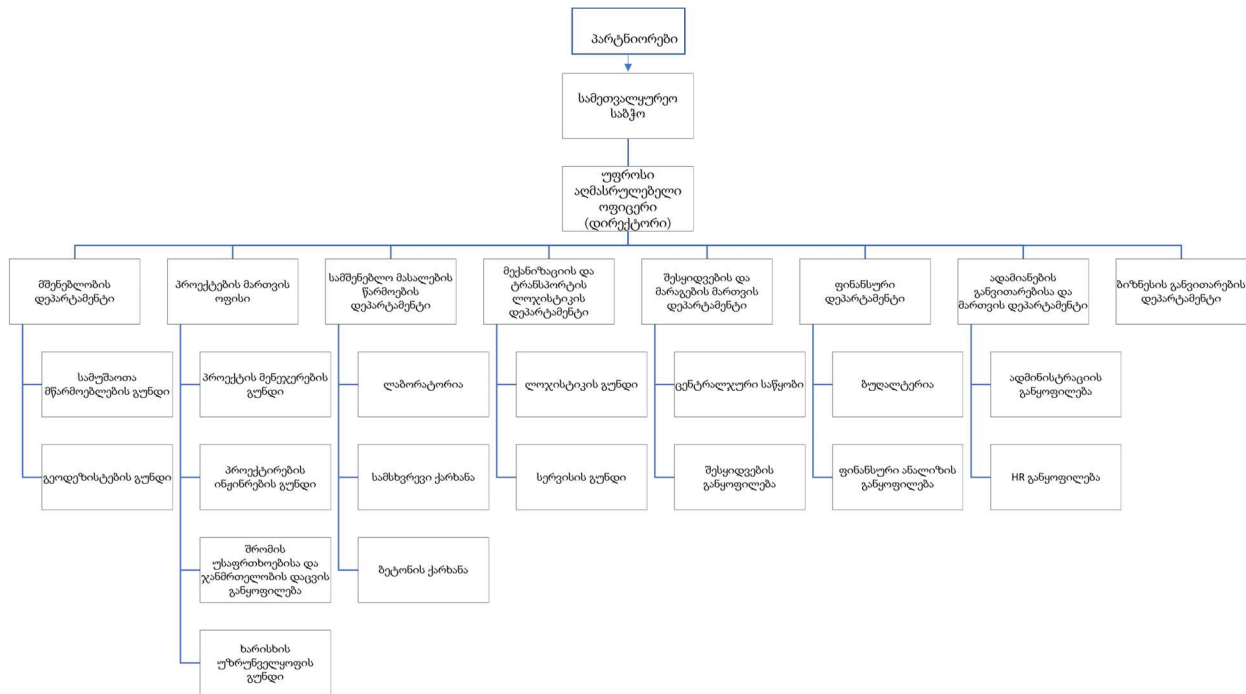 პარტნიორები
სამეთვალყურეო
საბჭო
უფროსი
აღმასრულებელი
ოფიცერი
(დირექტორი)
მშენებლობის
დეპარტამენტი
პროექტების მართვის
ოფისი
სამშენებლო მასალების
წარმოების
დეპარტამენტი
მექანიზაციის და
ტრანსპორტის
ლოჯისტიკის
დეპარტამენტი
შესყიდვების და
მარაგების მართვის
დეპარტამენტი
ფინანსური
დეპარტამენტი
ადამიანების
განვითარებისა და
მართვის დეპარტამენტი
ბიზნესის განვითარების
დეპარტამენტი
სამუშაოთა
მწარმოებლების გუნდი
პროექტის მენეჯერების
გუნდი
ლაბორატორია
ლოჯისტიკის გუნდი
ცენტრალჯური საწყობი
ბუღალტერია
ადმინისტრაციის
განყოფილება
გეოდეზისტების გუნდი
პროექტირების
ინჟინრების გუნდი
სამსხვრევი ქარხანა
სერვისის გუნდი
შესყიდვების
განყოფილება
ფინანსური ანალიზის
განყოფილება
HR განყოფილება
შრომის
უსაფრთხოებისა და
ჯანმრთელობის დაცვის
განყოფილება
ბეტონის ქარხანა
ხარისხის
უზრუნველყოფის
გუნდი